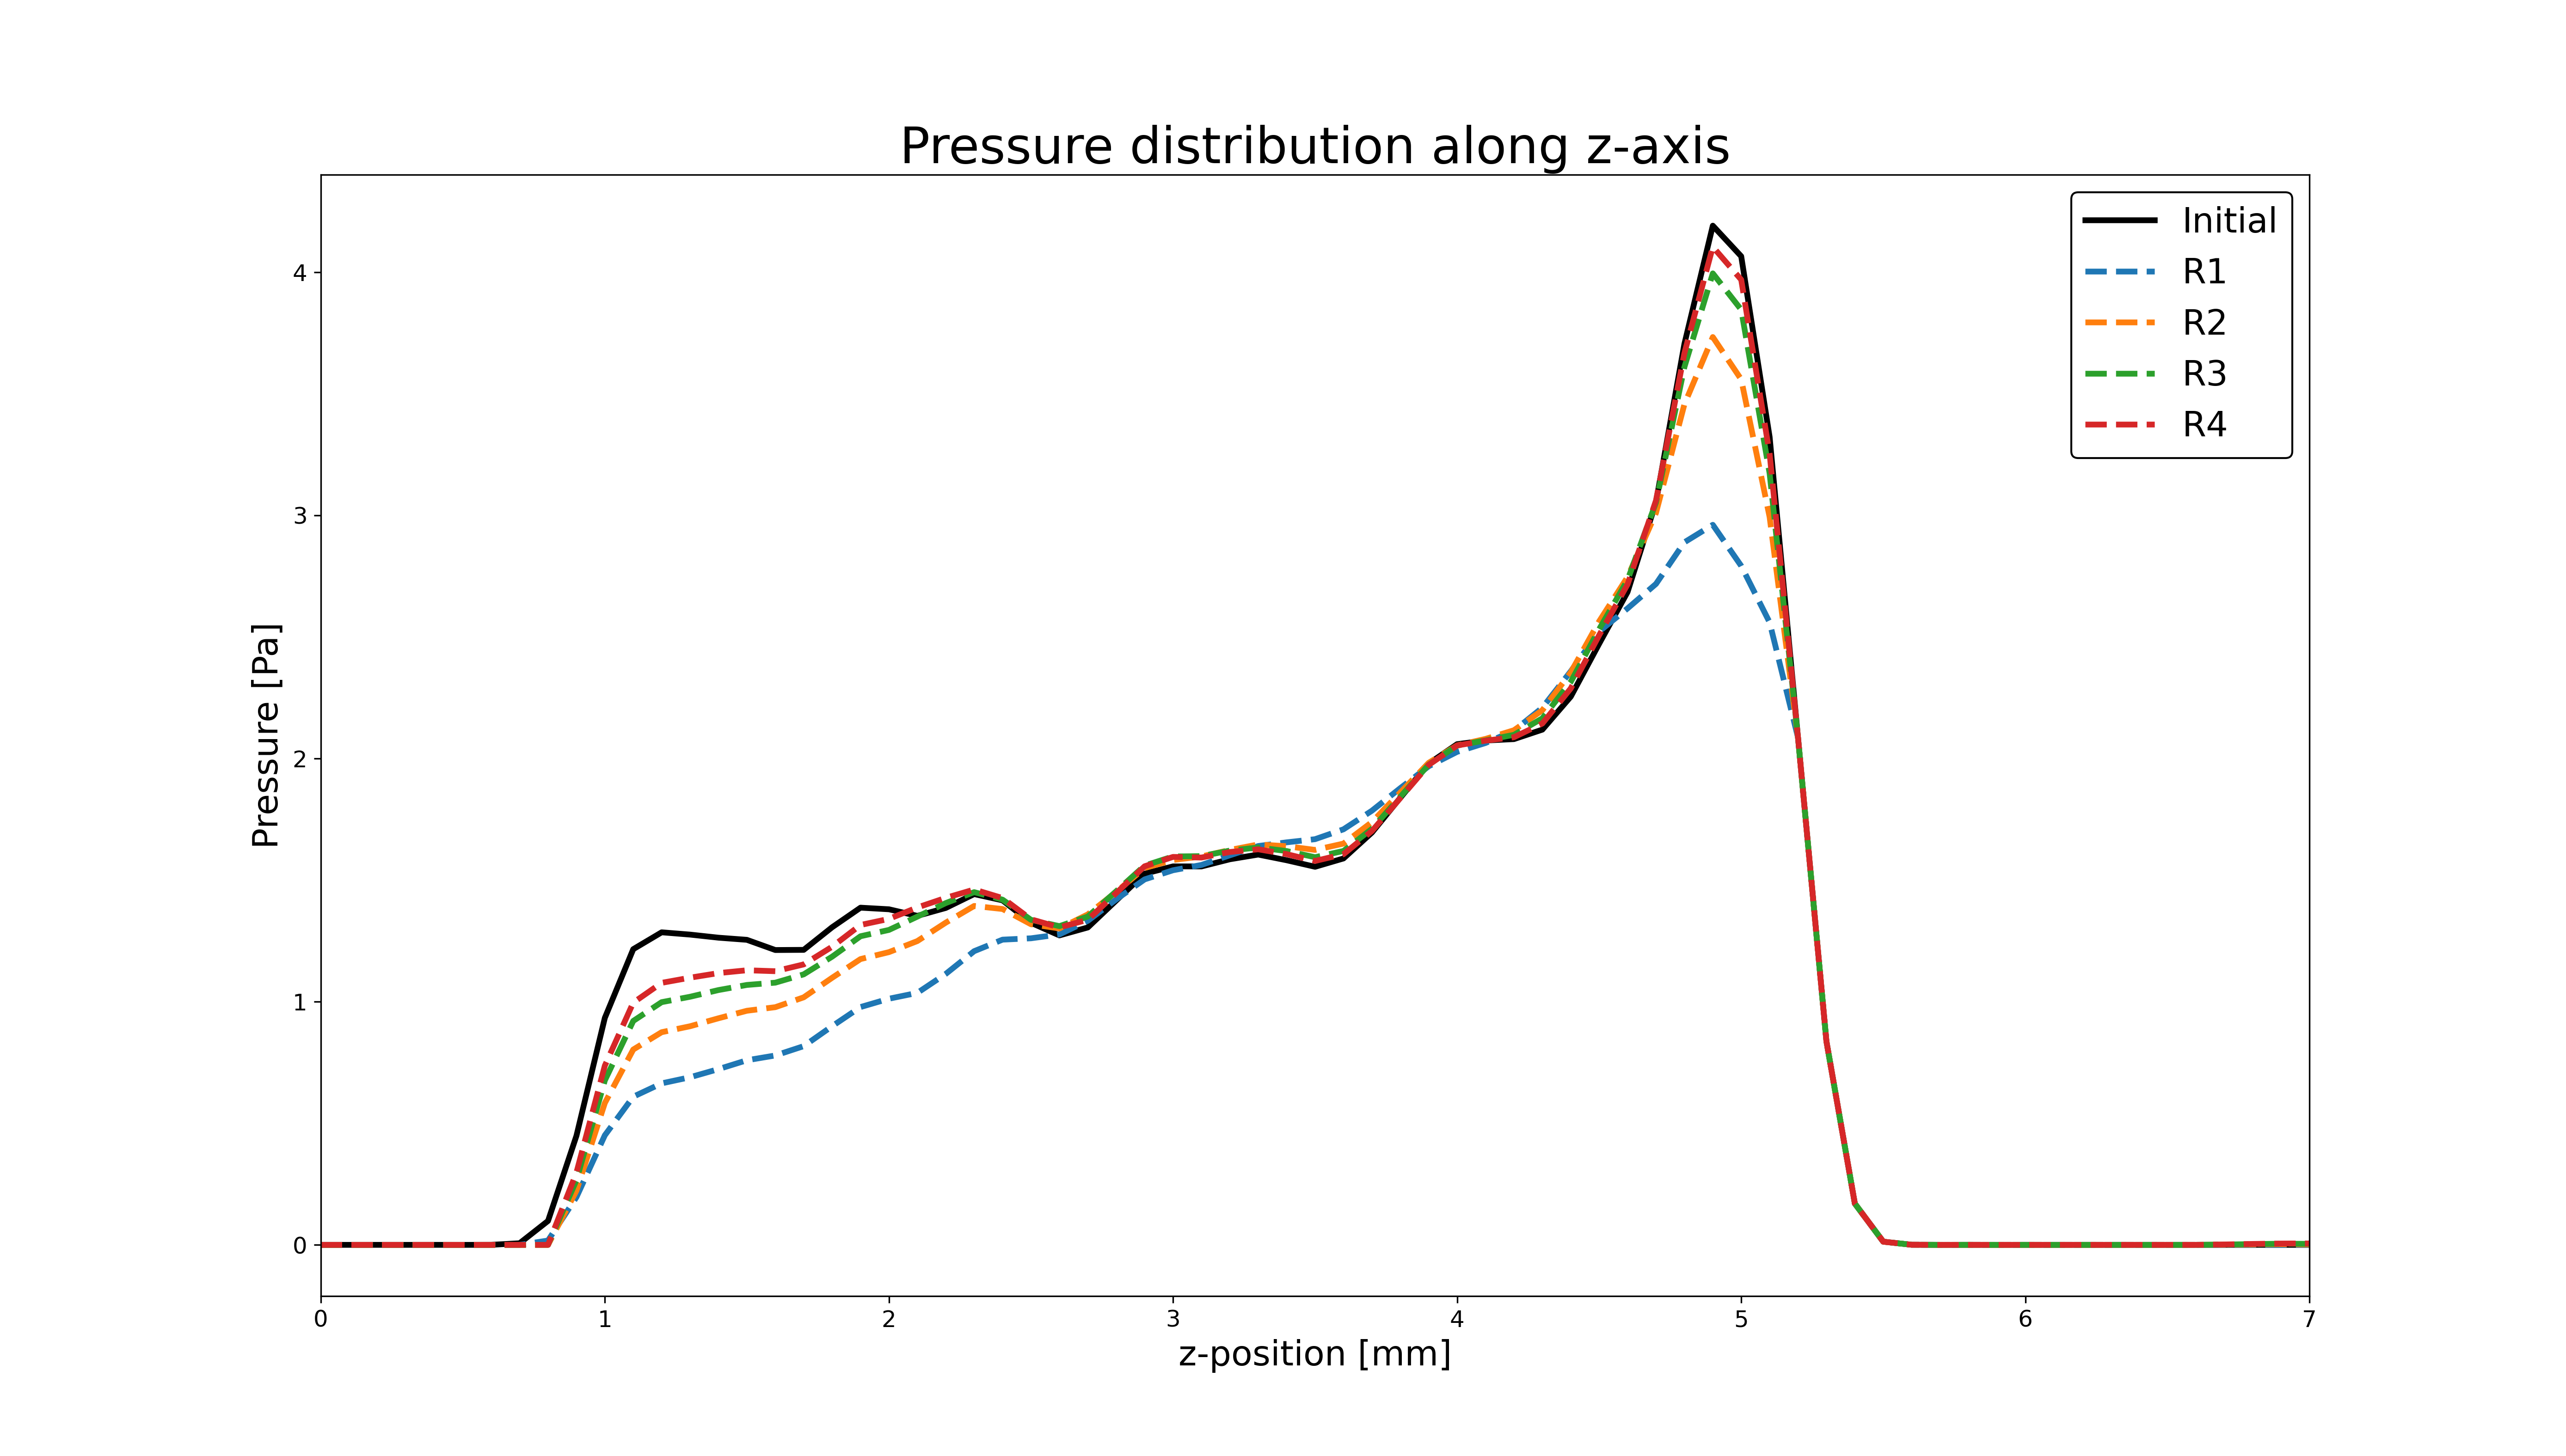 Pressure distribution along z-axis
Initial
R1
R2
R3
R4
Pressure [Pa]
4
3
2
1
0
0 1 2 3 4 5 6 7
z-position [mm]